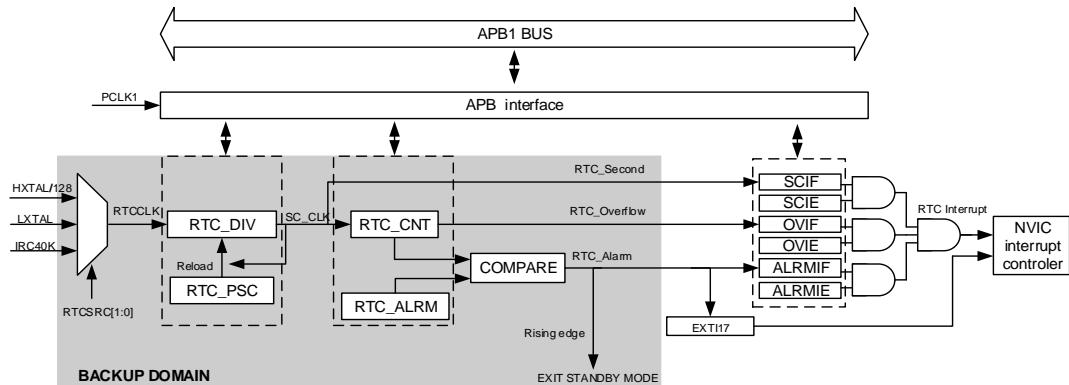 APB1 BUS
PCLK1
APB interface
HXTAL/128
LXTAL
IRC40K
RTCCLK
RTCSRC[1:0]
RTC_DIV
Reload
RTC_PSC
SC_CLK
RTC_CNT
RTC_ALRM
COMPARE
RTC_Second
RTC_Overflow
RTC_Alarm
Rising edge
EXIT STANDBY MODE
BACKUP DOMAIN
SCIF
SCIE
OVIF
OVIE
ALRMIF
ALRMIE
EXTI17
RTC Interrupt
NVIC
interrupt
controler